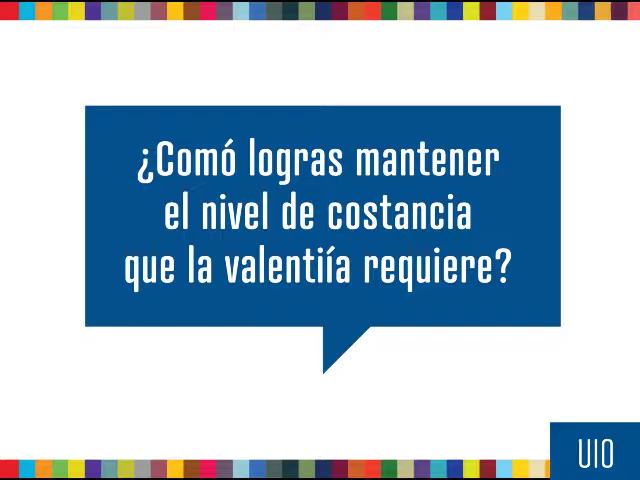 ¿Comó logras mantener
el nivel de costancia
que la valentiía requiere?
UIO